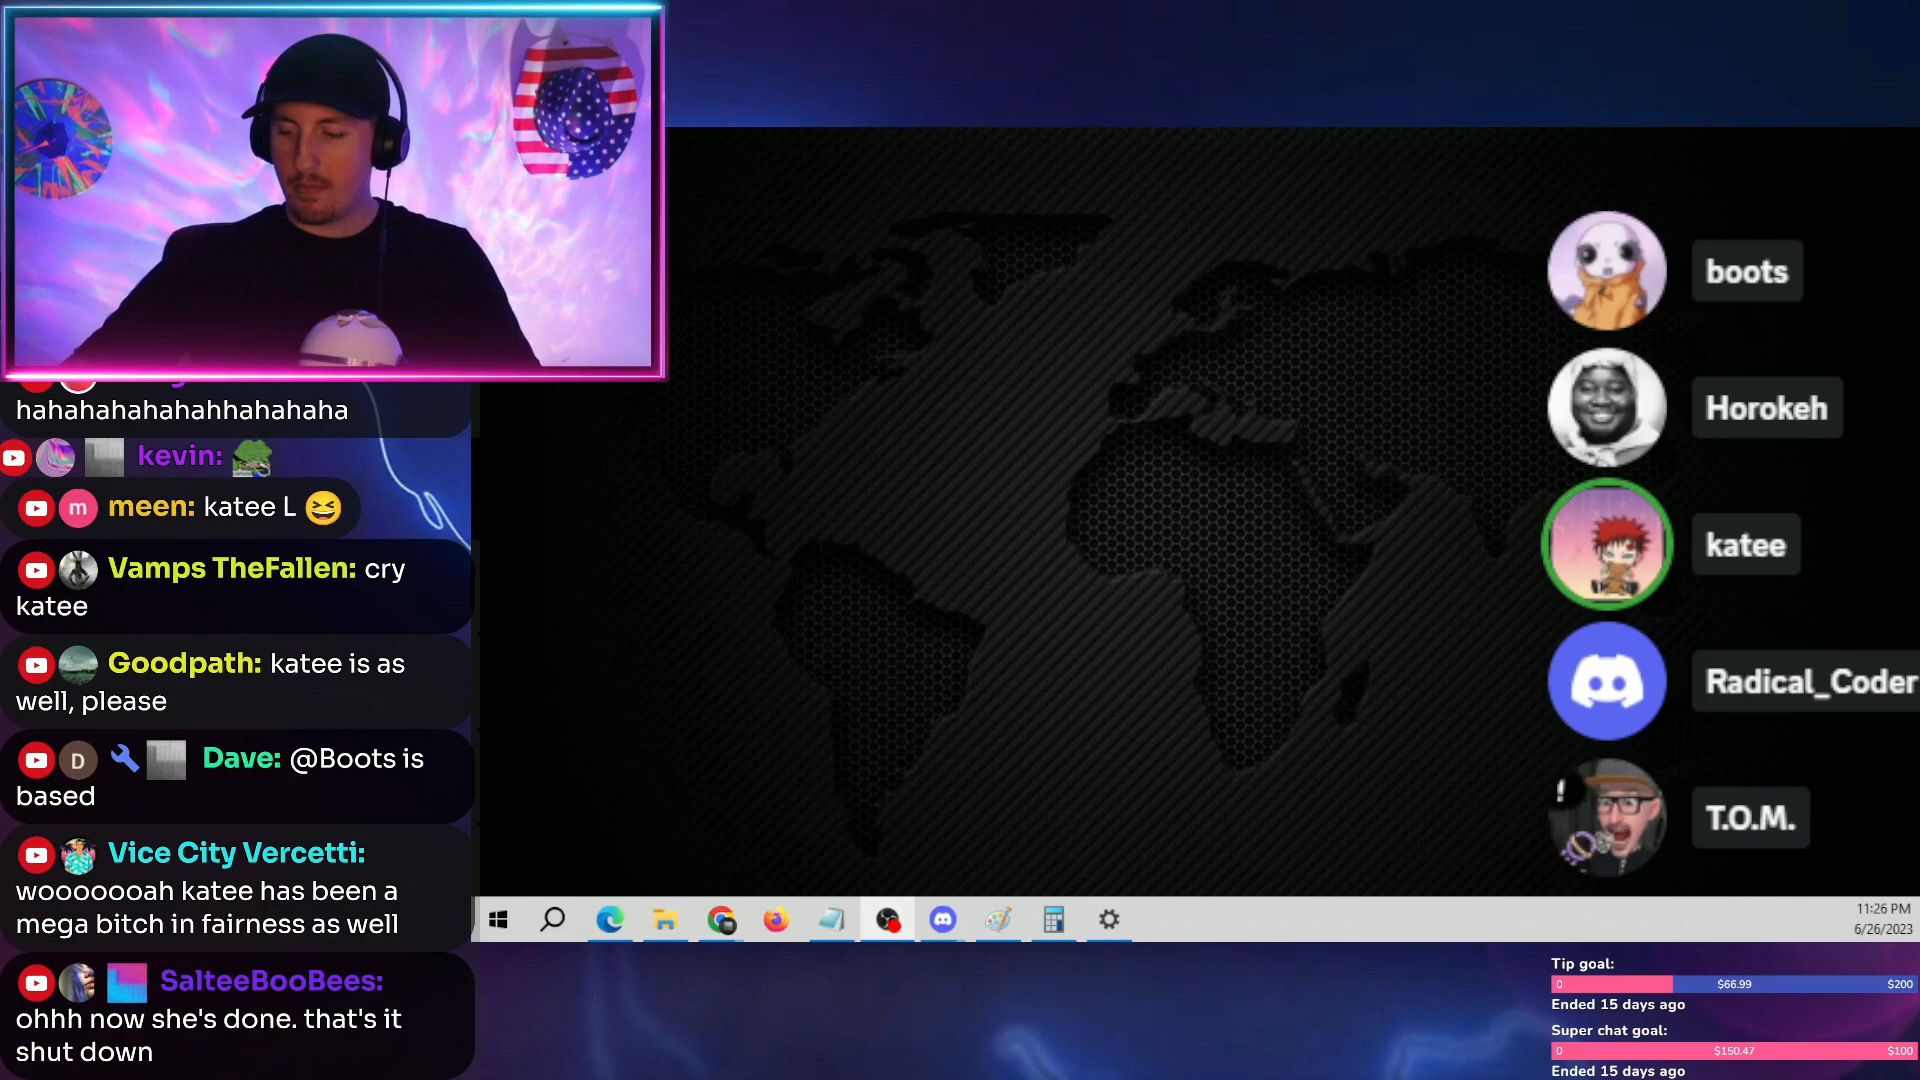 hahahahahahahhahahaha
kevin:
m meen: katee L
Vamps TheFallen: cry
katee
Goodpath: katee is as
well, please
D Dave: @Boots is
based
Vice City Vercetti:
wooooooah katee has been a
mega bitch in fairness as well
SalteeBooBees:
ohhh now she's done. that's it
shut down
boots
Horokeh
katee
Radical_Coder
T.O.M.
11:26 PM
6/26/2023
Tip goal:
0 $66.99 $200
Ended 15 days ago
Super chat goal:
0 $150.47 $100
Ended 15 days ago